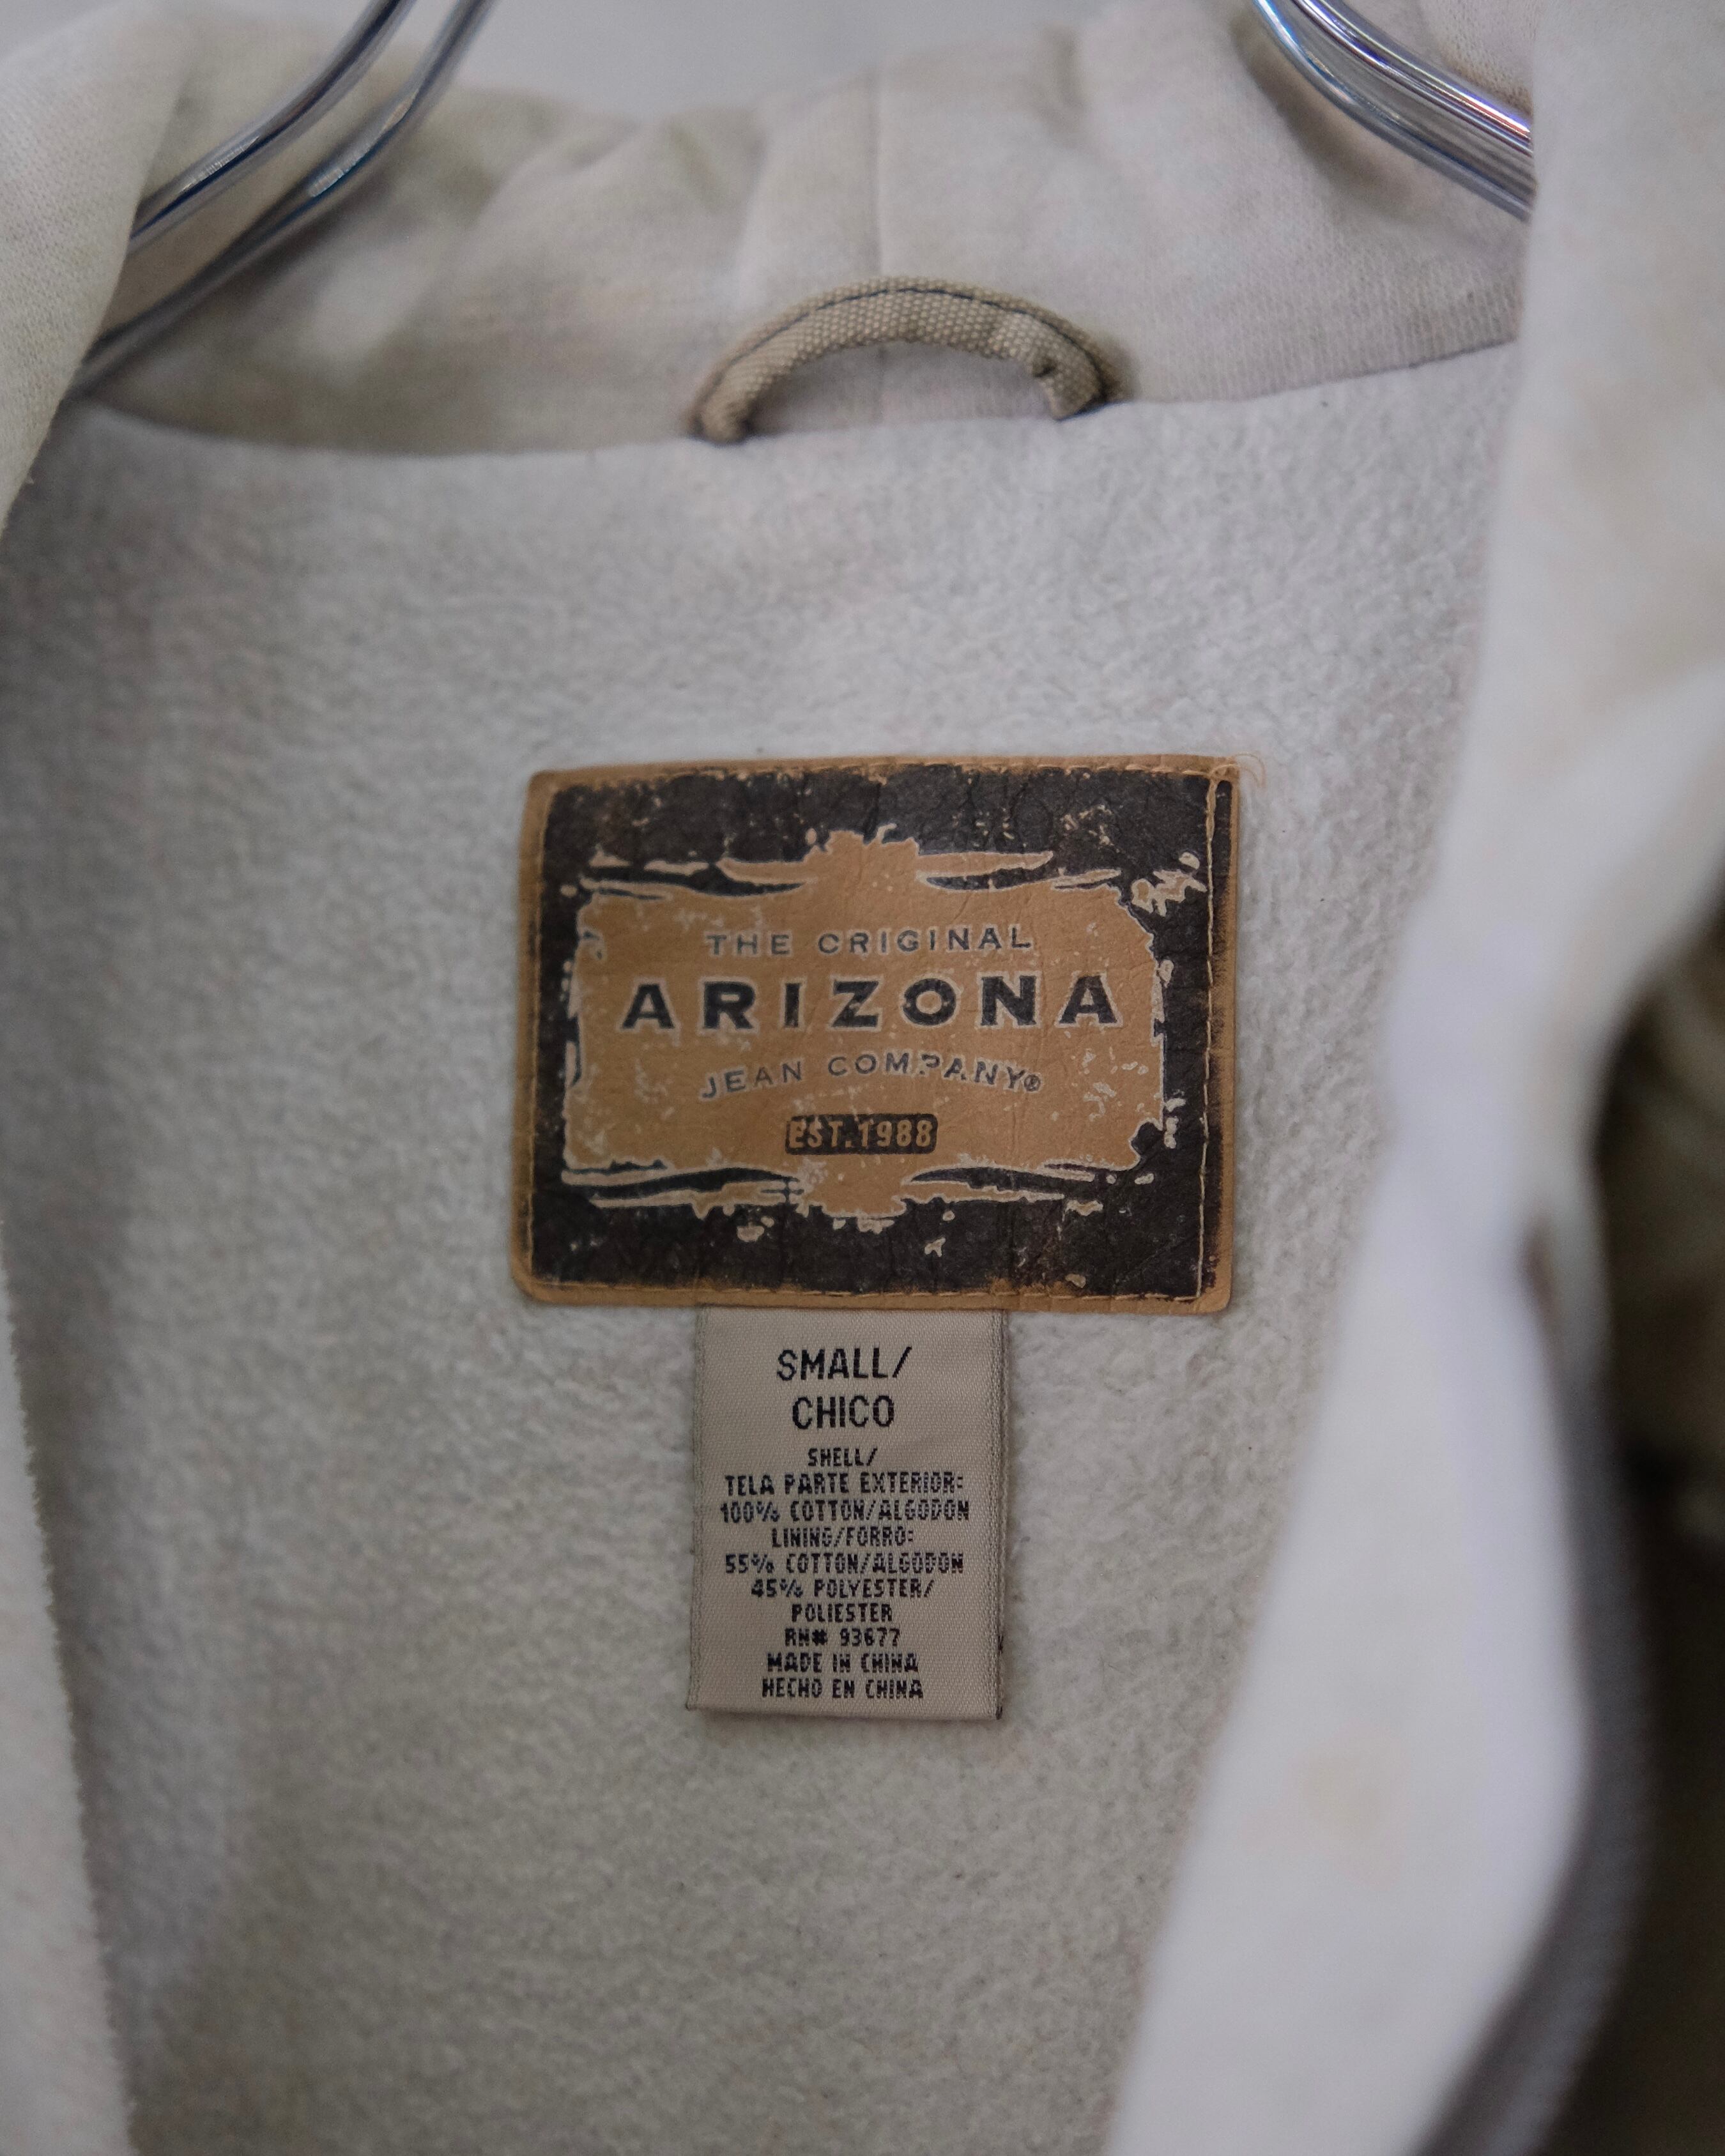 THE ORIGINAL
ARIZONA
JEAN COMPANY®
EST.1988
SMALL/
CHICO
SHELL/
TELA PARTE EXTERIOR:
100% COTTON/ALGODON
LINING/FORRO:
55% COTTON/ALGODON
45% POLYESTER/
POLIESTER
RN# 93677
MADE IN CHINA
HECHO EN CHINA